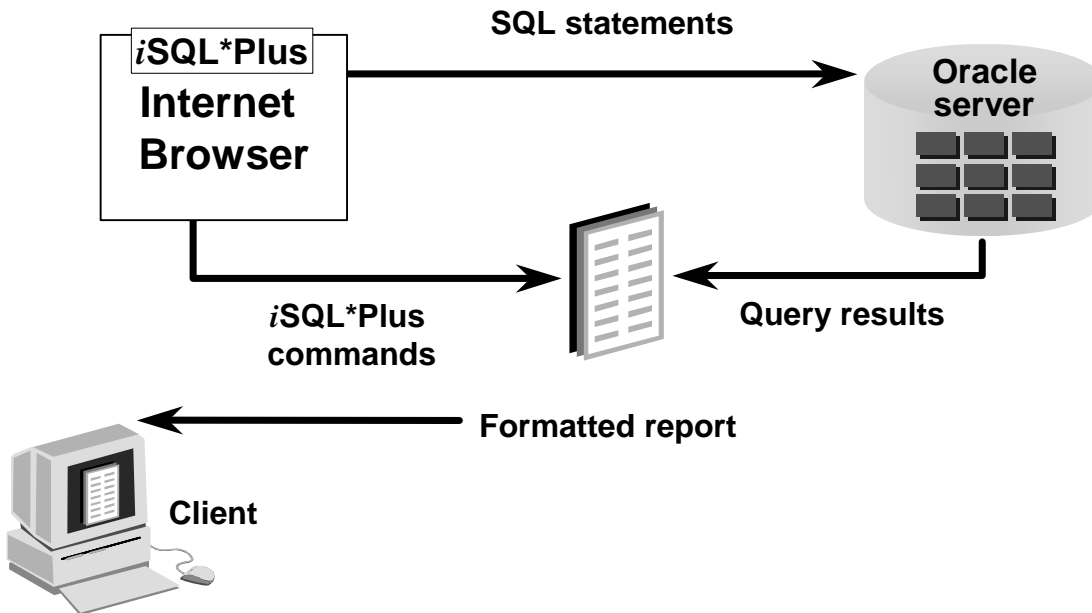 SQL statements
iSQL*Plus
Internet
Browser
Oracle
server
iSQL*Plus
commands
Query results
Formatted report
Client